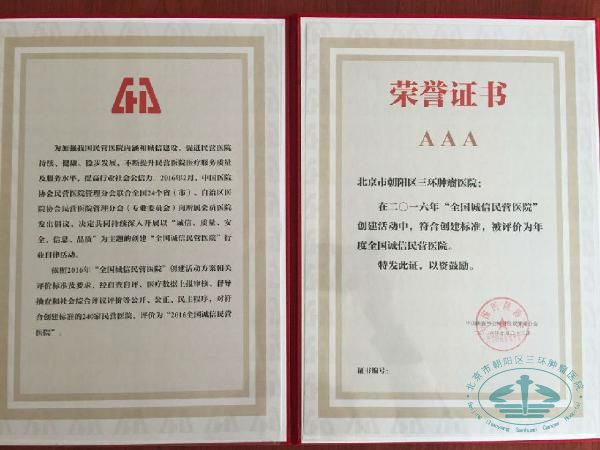 为加强我国民营医院内涵和诚信建设，促进民营医院
持续、健康、稳步发展，不断提升民营医院医疗服务质量
及服务水平，提高行业社会公信力。2016年2月，中国医院
协会民营医院管理分会联合全国24个省（市）、自治区医
院协会民营医院管理分会（专业委员会）向所属会员医院
发出倡议，决定共同持续深入开展以“诚信、质量、安
全、信息、品质”为主题的创建“全国诚信民营医院”行
业自律活动。
依据2016年“全国诚信民营医院”创建活动方案相关
评价标准及要求，经自查自评、医疗数据上报审核、督导
抽查和社会综合评议评价等公开、公正、民主程序，对符
合创建标准的240家民营医院，评价为“2016全国诚信民营
医院”。
荣誉证书
AAA
北京市朝阳区三环肿瘤医院：
在二〇一六年“全国诚信民营医院”
创建活动中，符合创建标准，被评价为年
度全国诚信民营医院。
特发此证，以资鼓励。
证书编号：
北京市朝阳区三环肿瘤医院
Beijing Chaoyang Sanhuan Cancer Hospital